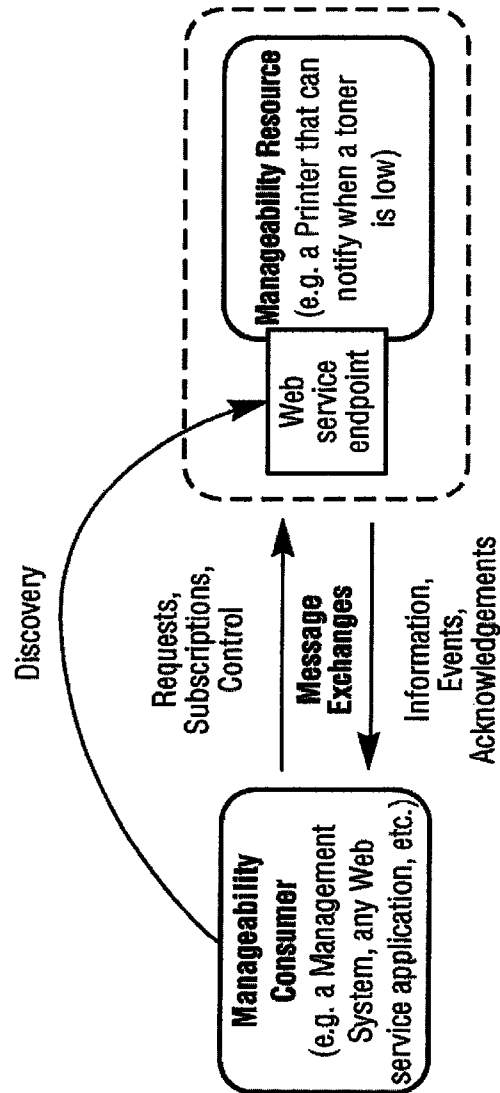 Discovery
Manageability
Consumer
(e.g. a Management
System, any Web
service application, etc.)
Requests,
Subscriptions,
Control
Message
Exchanges
Information,
Events,
Acknowledgements
Web
service
endpoint
Manageability Resource
(e.g. a Printer that can
notify when a toner
is low)